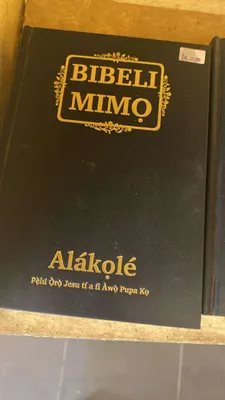 BIBELI
MIMỌ
Alákọlé
Pẹ̀lú Ọ̀rọ̀ Jesu tí a fi Àwọ̀ Pupa Kọ